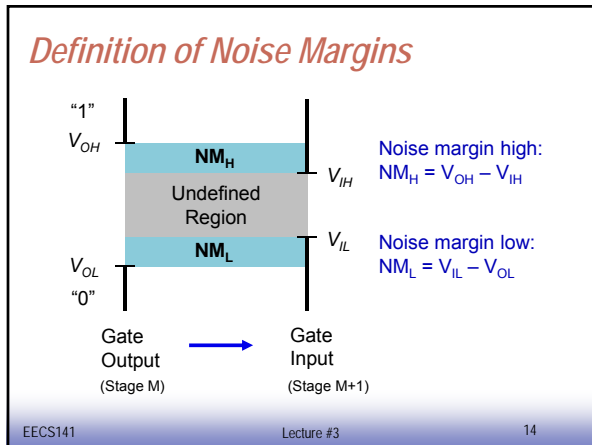 Definition of Noise Margins
“1”
V_OH
NM_H
V_IH
Noise margin high:
NM_H = V_OH – V_IH
Undefined
Region
V_IL
NM_L
Noise margin low:
NM_L = V_IL – V_OL
V_OL
“0”
Gate
Output
(Stage M)
Gate
Input
(Stage M+1)
EECS141 Lecture #3 14